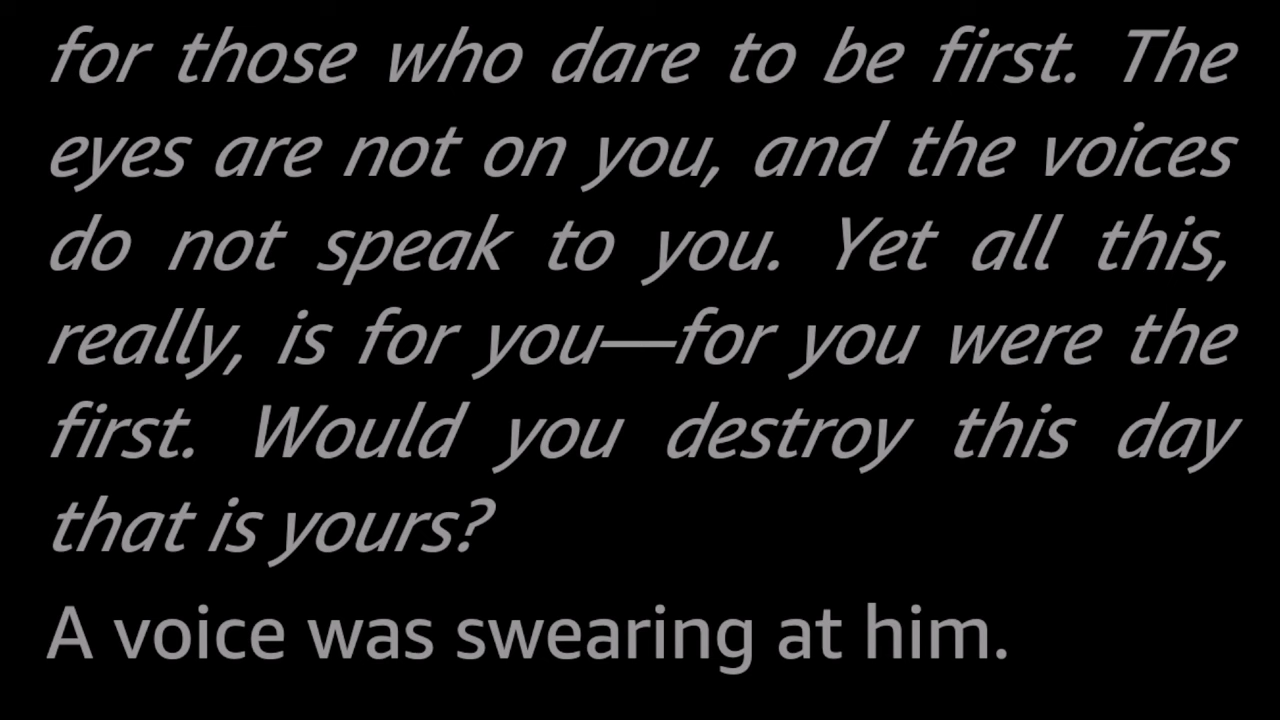 for those who dare to be first. The
eyes are not on you, and the voices
do not speak to you. Yet all this,
really, is for you—for you were the
first. Would you destroy this day
that is yours?
A voice was swearing at him.